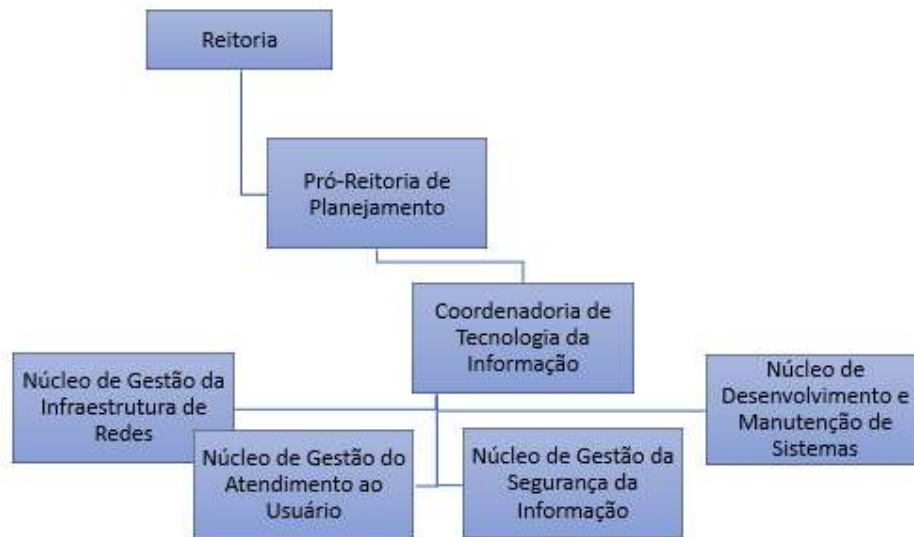 Reitoria
Pró-Reitoria de
Planejamento
Coordenadoria de
Tecnologia da
Informação
Núcleo de Gestão da
Infraestrutura de
Redes
Núcleo de
Desenvolvimento e
Manutenção de
Sistemas
Núcleo de Gestão do
Atendimento ao
Usuário
Núcleo de Gestão da
Segurança da
Informação